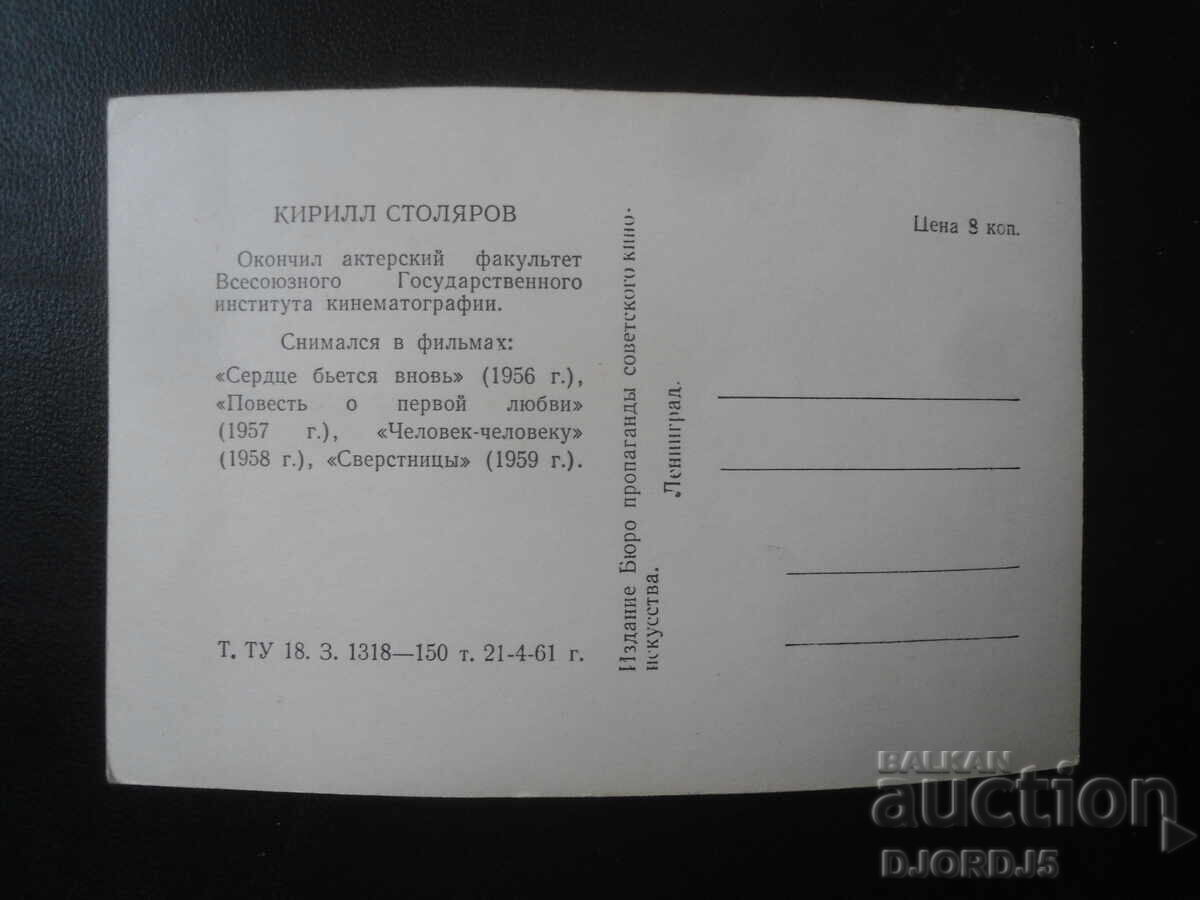 КИРИЛЛ СТОЛЯРОВ
Окончил актерский факультет
Всесоюзного Государственного
института кинематографии.
Снимался в фильмах:
«Сердце бьется вновь» (1956 г.),
«Повесть о первой любви»
(1957 г.), «Человек-человеку»
(1958 г.), «Сверстницы» (1959 г.).
Т. ТУ 18. З. 1318—150 т. 21-4-61 г.
Издание Бюро пропаганды советского кино-
искусства.
Ленинград.
Цена 8 коп.
BALKAN
auction
DJORDJ5